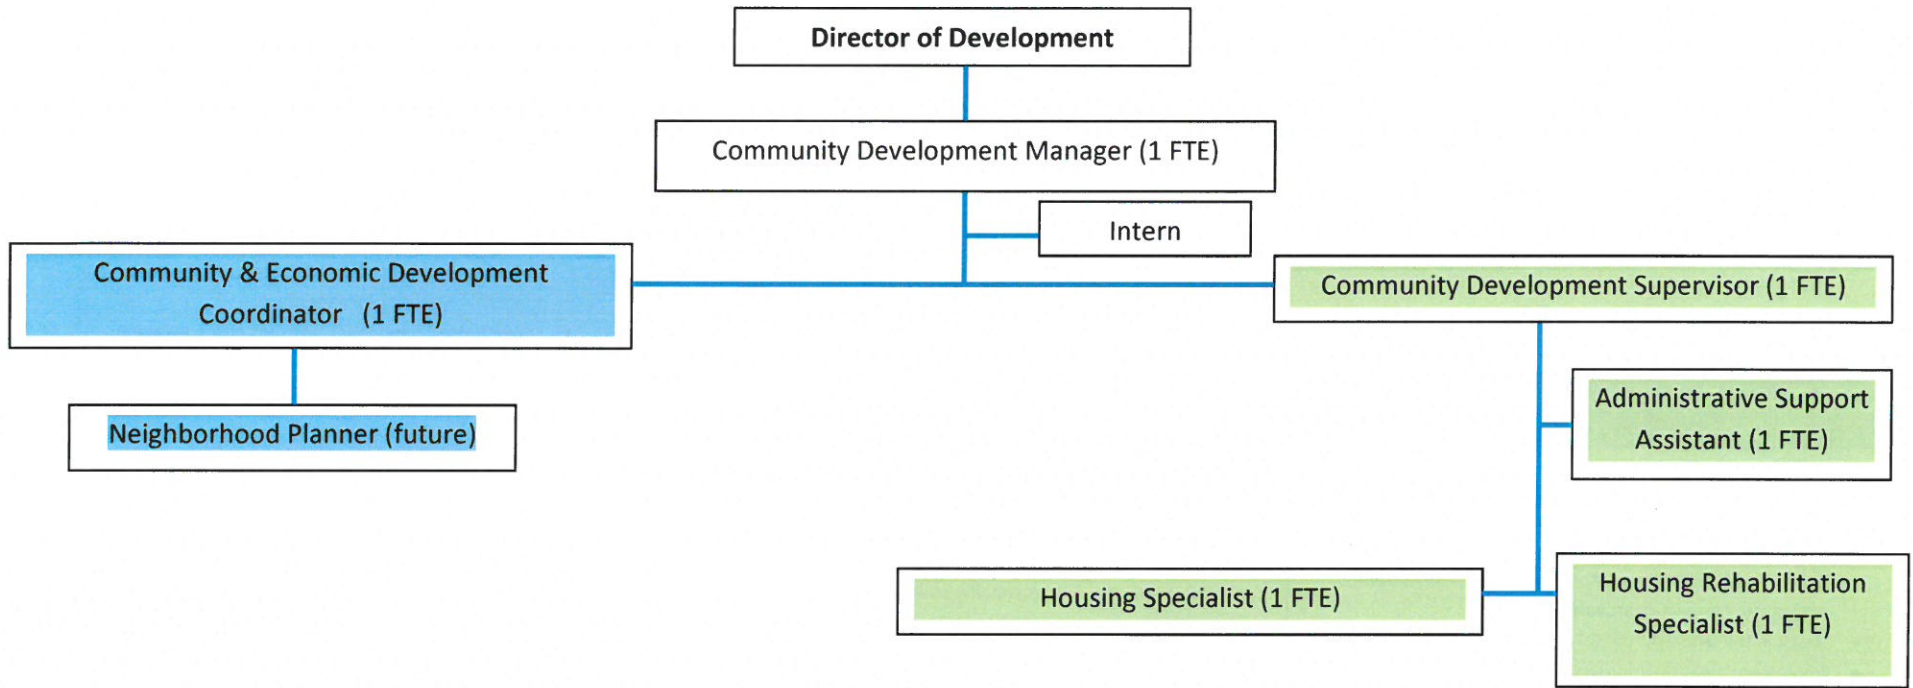 Director of Development
Community Development Manager (1 FTE)
Intern
Community & Economic Development
Coordinator (1 FTE)
Community Development Supervisor (1 FTE)
Neighborhood Planner (future)
Administrative Support
Assistant (1 FTE)
Housing Specialist (1 FTE)
Housing Rehabilitation
Specialist (1 FTE)